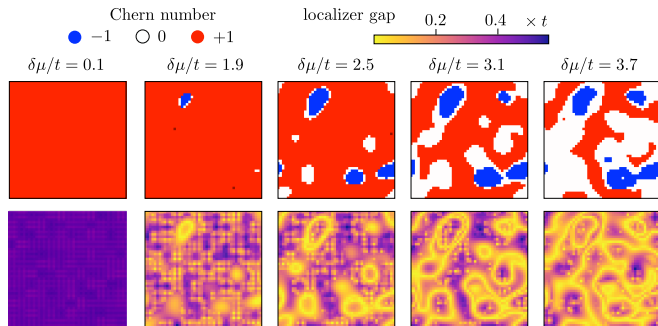 Chern number
−1 0 +1
localizer gap
0.2 0.4 × t
δμ/t = 0.1 δμ/t = 1.9 δμ/t = 2.5 δμ/t = 3.1 δμ/t = 3.7